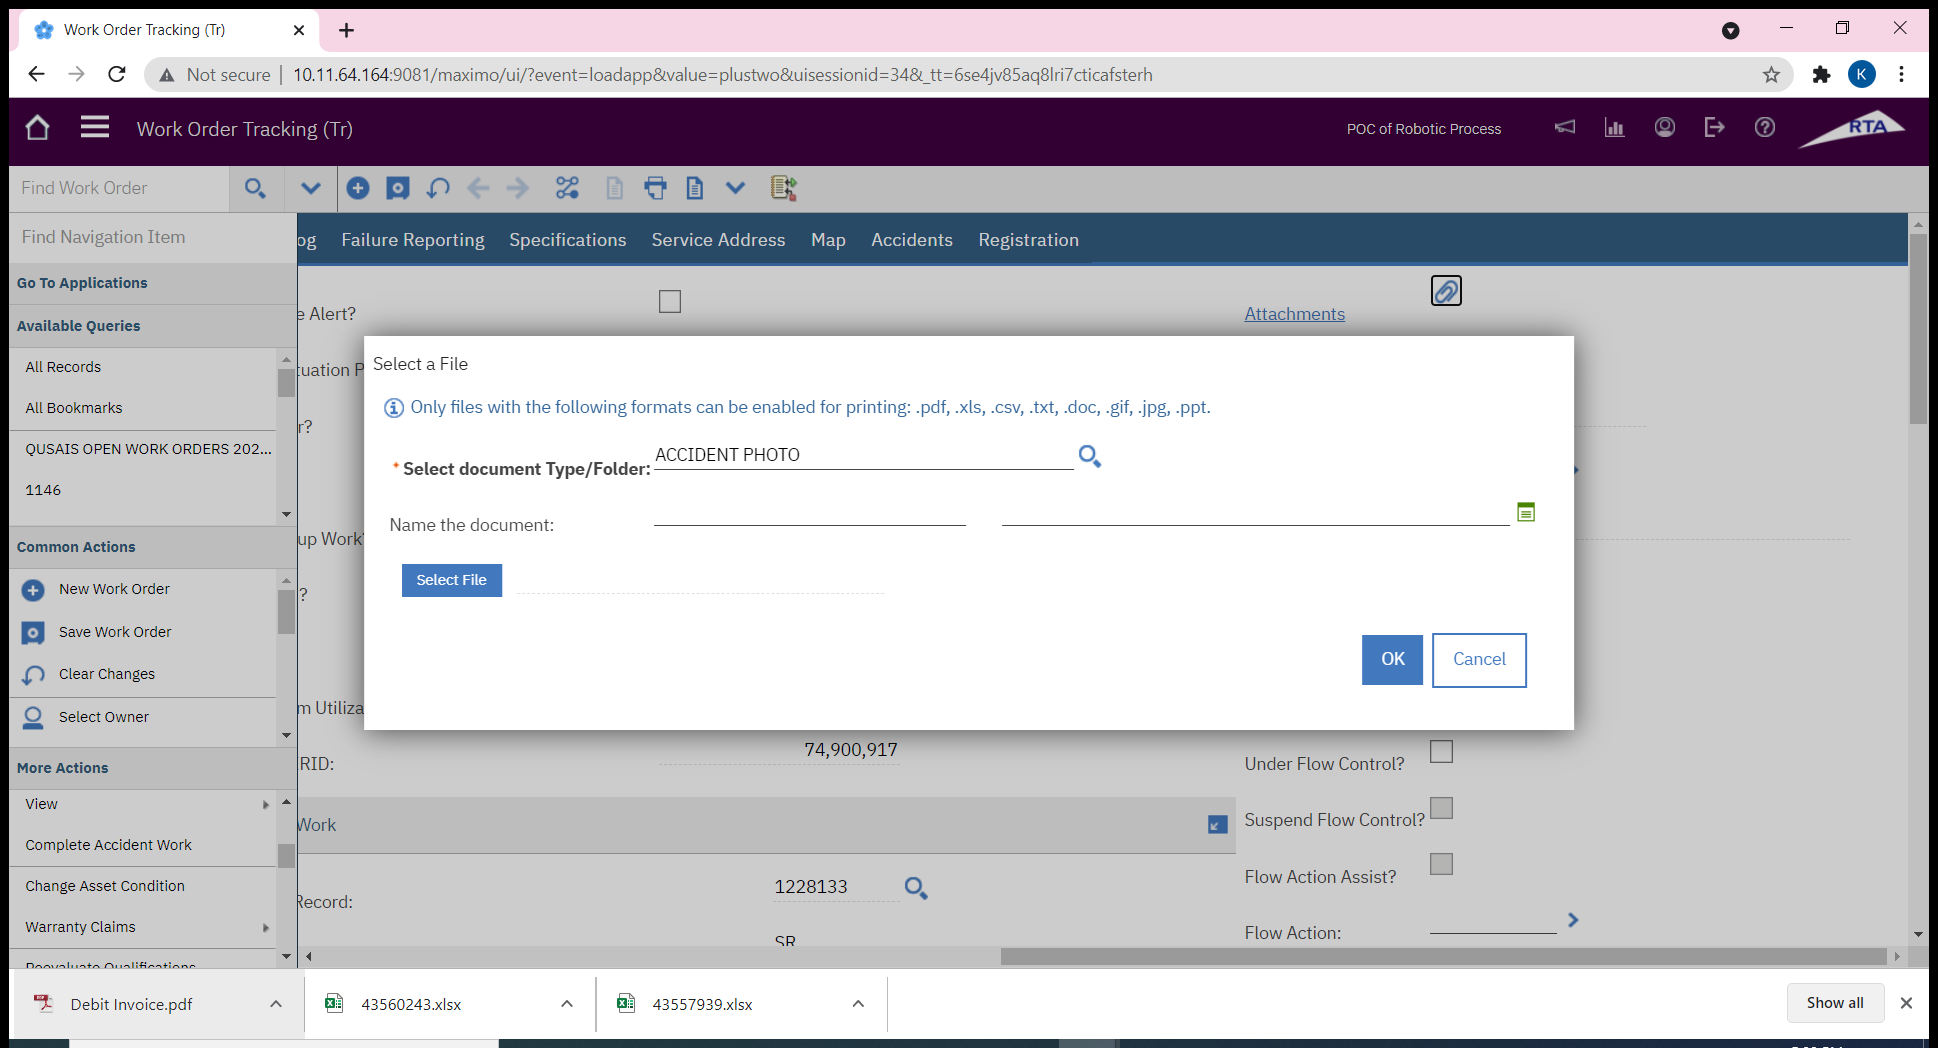 Work Order Tracking (Tr)
Not secure
10.11.64.164:9081/maximo/ui/?event=loadapp&value=plustwo&uisessionid=34&_tt=6se4jv85aq8lri7cticafsterh
K
Work Order Tracking (Tr)
POC of Robotic Process
RTA
Find Work Order
Find Navigation Item
og
Failure Reporting
Specifications
Service Address
Map
Accidents
Registration
Go To Applications
Available Queries
All Records
All Bookmarks
QUSAIS OPEN WORK ORDERS 202...
1146
Common Actions
New Work Order
Save Work Order
Clear Changes
Select Owner
More Actions
View
Complete Accident Work
Change Asset Condition
Warranty Claims
Reevaluate Qualifications
e Alert?
Attachments
tuation P
r?
up Work?
?
m Utiliza
RID:
74,900,917
Work
Record:
1228133
SR
Under Flow Control?
Suspend Flow Control?
Flow Action Assist?
Flow Action:
Select a File
Only files with the following formats can be enabled for printing: .pdf, .xls, .csv, .txt, .doc, .gif, .jpg, .ppt.
* Select document Type/Folder:
ACCIDENT PHOTO
Name the document:
Select File
OK
Cancel
Debit Invoice.pdf
43560243.xlsx
43557939.xlsx
Show all